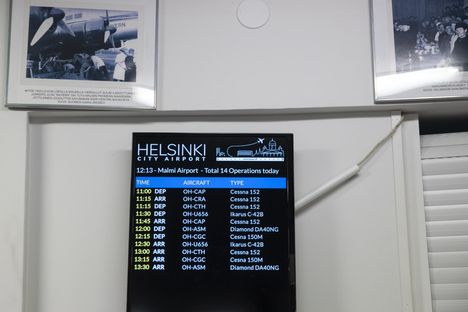 HELSINKI
CITY AIRPORT
12:13 - Malmi Airport - Total 14 Operations today
TIME AIRCRAFT TYPE
11:00 DEP OH-CAP Cessna 152
11:15 ARR OH-CRA Cessna 152
11:15 ARR OH-CTH Cessna 152
11:30 ARR OH-U656 Ikarus C-42B
11:45 ARR OH-CAP Cessna 152
12:00 DEP OH-ASM Diamond DA40NG
12:15 DEP OH-CGC Cessna 150M
12:30 DEP OH-U656 Ikarus C-42B
13:00 ARR OH-CTH Cessna 152
13:15 ARR OH-CGC Cessna 150M
13:30 ARR OH-ASM Diamond DA40NG